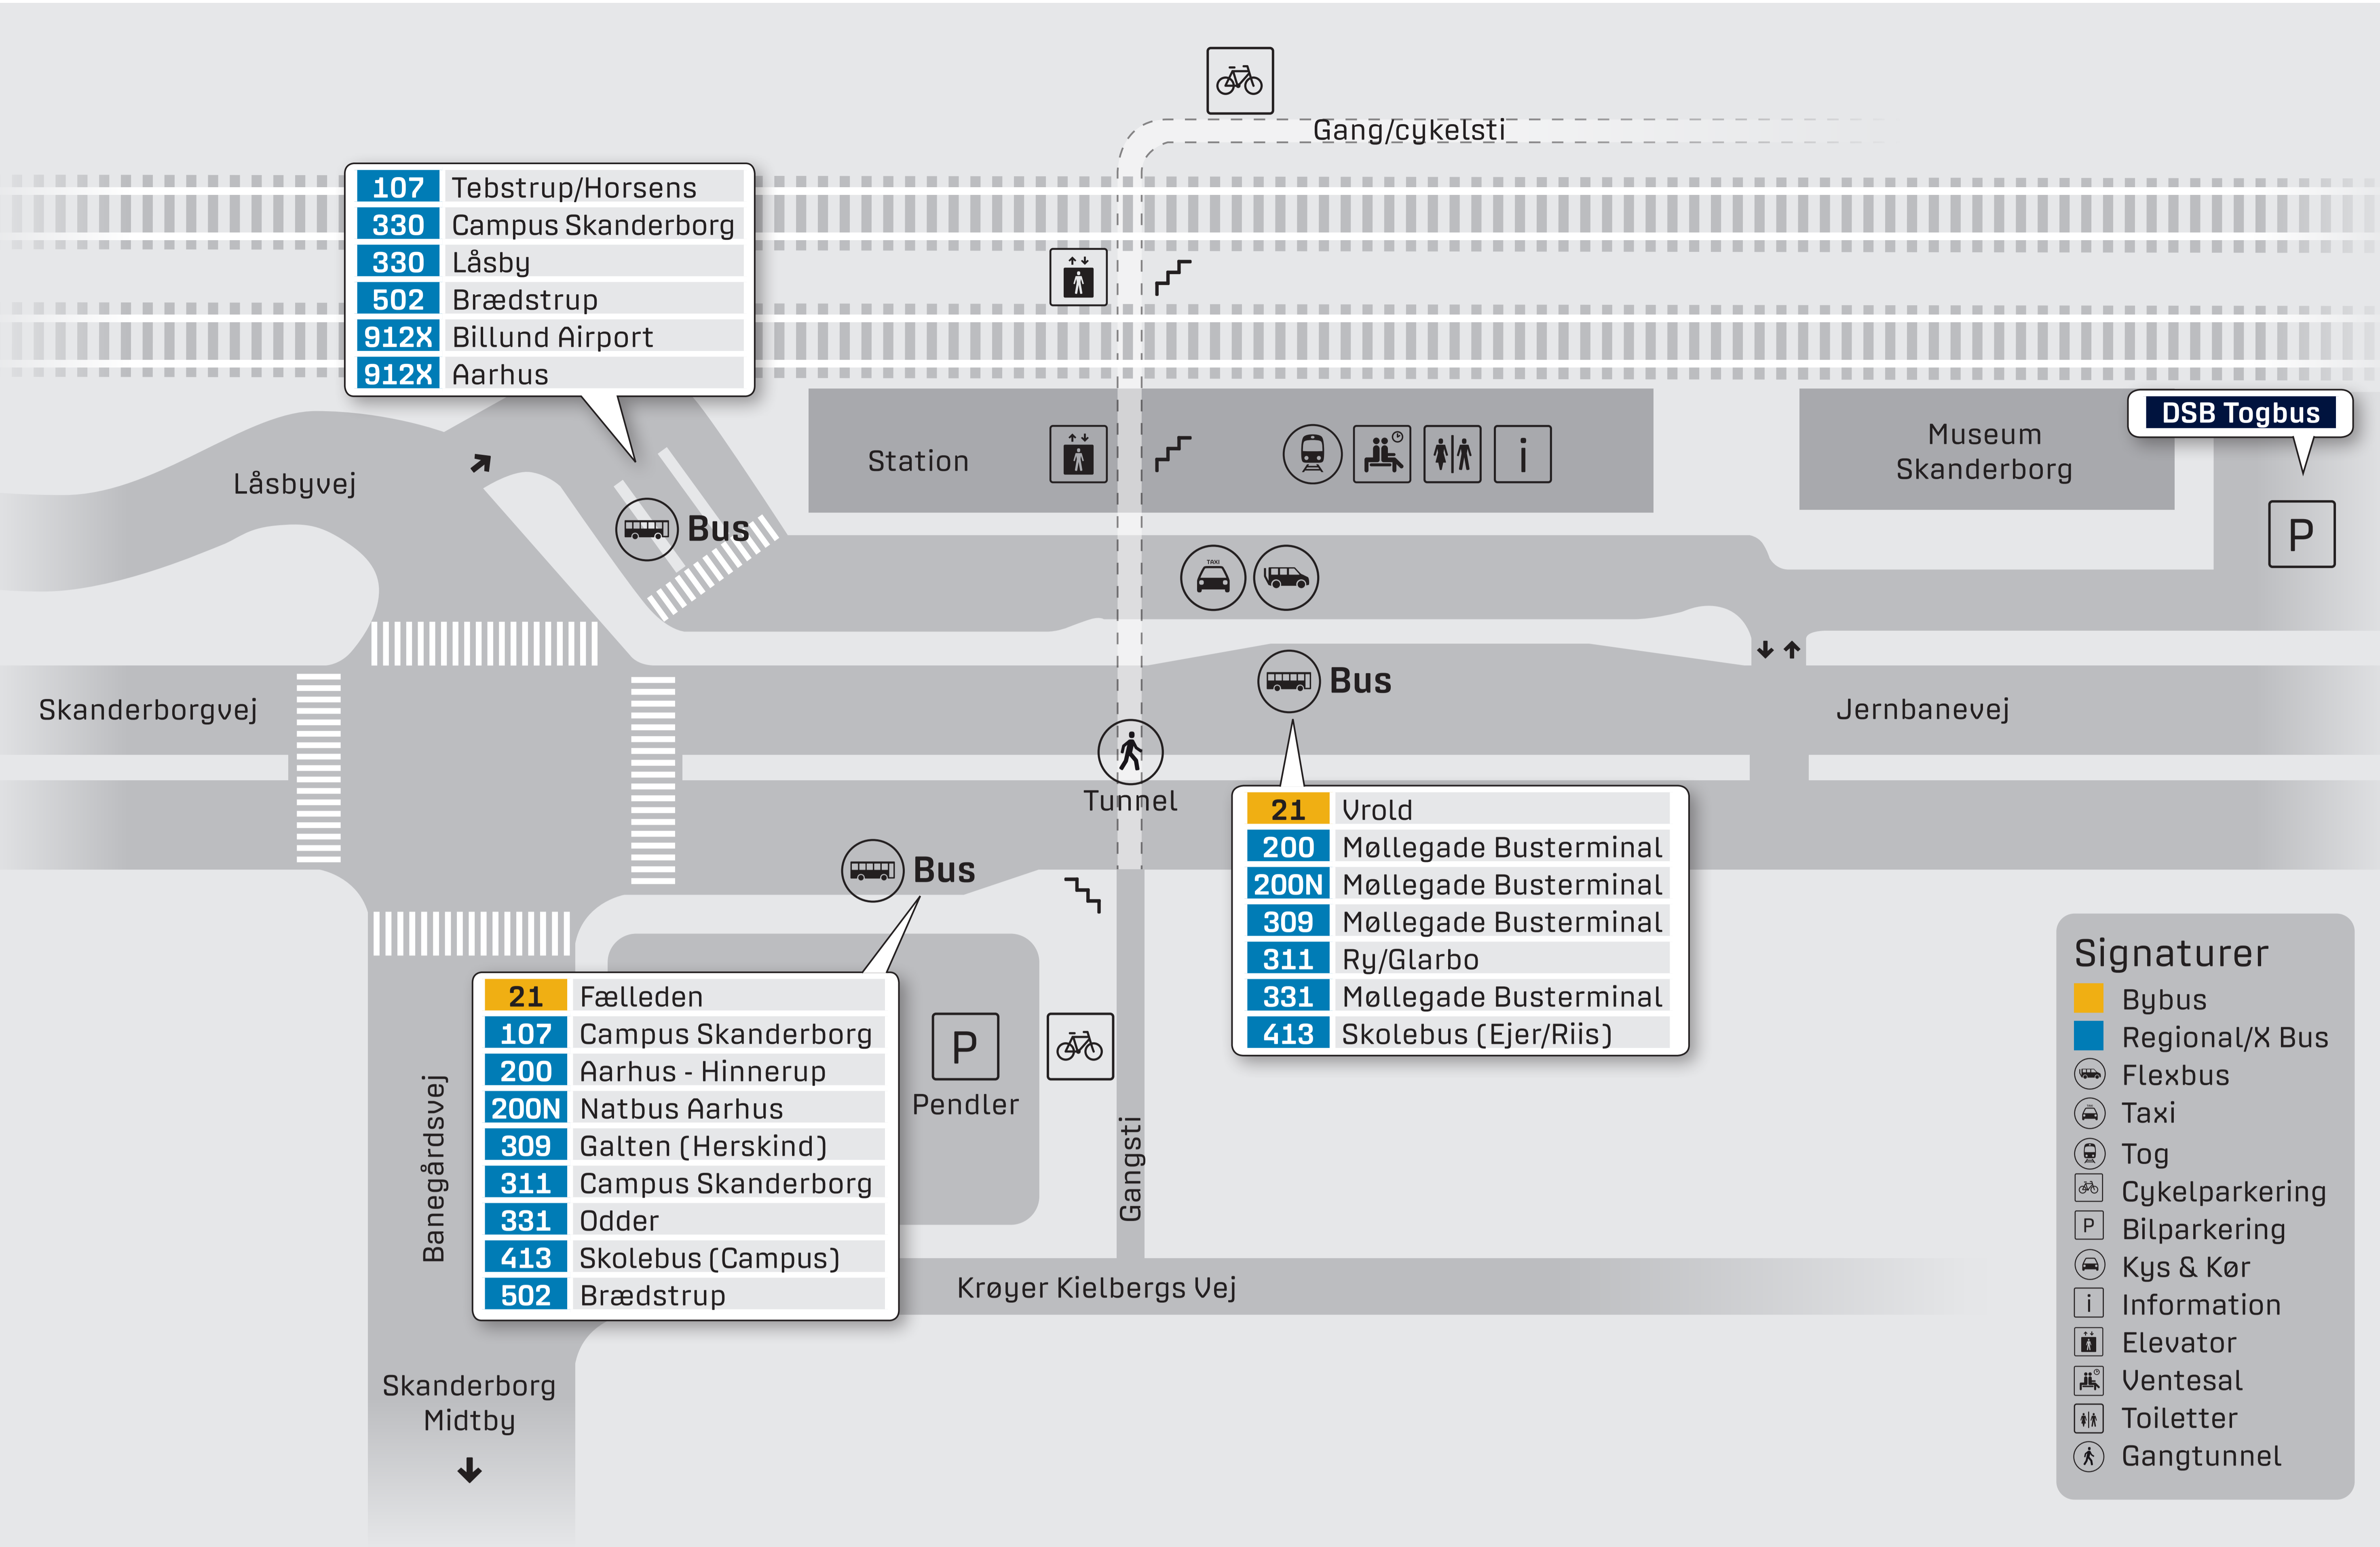 Gang/cykelsti
107 Tebstrup/Horsens
330 Campus Skanderborg
330 Låsby
502 Brædstrup
912X Billund Airport
912X Aarhus
DSB Togbus
Station
i
Museum
Skanderborg
Låsbyvej
P
Bus
TAXI
Skanderborgvej
Bus
Jernbanevej
Tunnel
21 Vrold
200 Møllegade Busterminal
200N Møllegade Busterminal
309 Møllegade Busterminal
311 Ry/Glarbo
331 Møllegade Busterminal
413 Skolebus (Ejer/Riis)
Bus
21 Fælleden
107 Campus Skanderborg
200 Aarhus - Hinnerup
200N Natbus Aarhus
309 Galten (Herskind)
311 Campus Skanderborg
331 Odder
413 Skolebus (Campus)
502 Brædstrup
P
Pendler
Gangsti
Banegårdsvej
Krøyer Kielbergs Vej
Skanderborg
Midtby
Signaturer
Bybus
Regional/X Bus
Flexbus
Taxi
Tog
Cykelparkering
P Bilparkering
Kys & Kør
i Information
Elevator
Ventesal
Toiletter
Gangtunnel